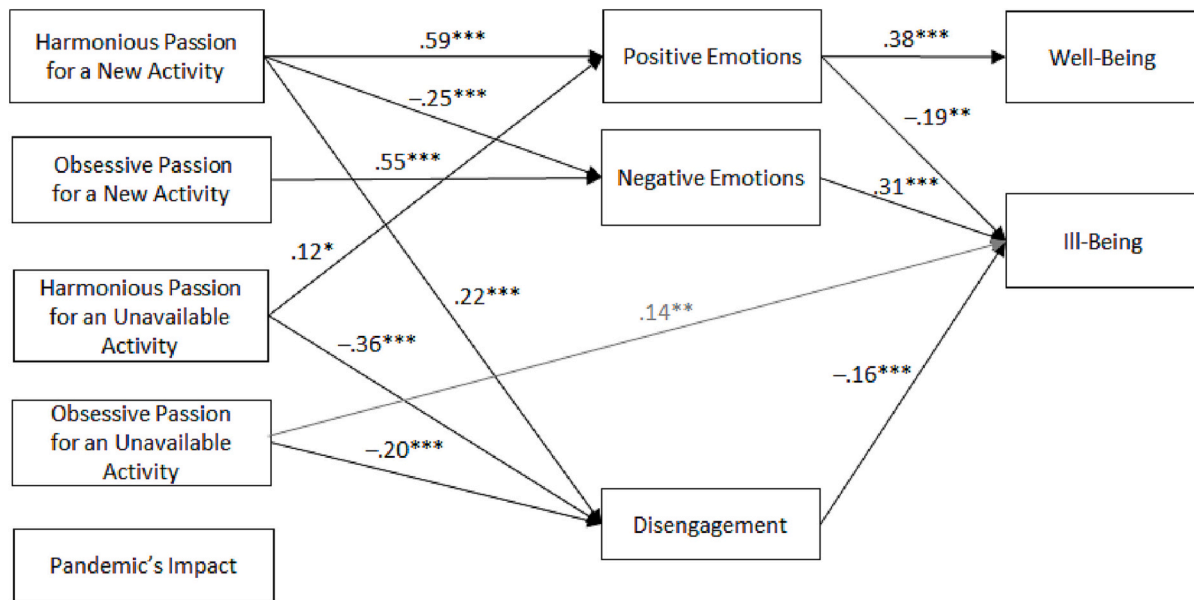 Harmonious Passion
for a New Activity
.59***
Positive Emotions
.38***
Well-Being
–.25***
–.19**
Obsessive Passion
for a New Activity
.55***
Negative Emotions
.31***
Ill-Being
.12*
Harmonious Passion
for an Unavailable
Activity
.22***
.14**
–.36***
–.16***
Obsessive Passion
for an Unavailable
Activity
–.20***
Disengagement
Pandemic’s Impact